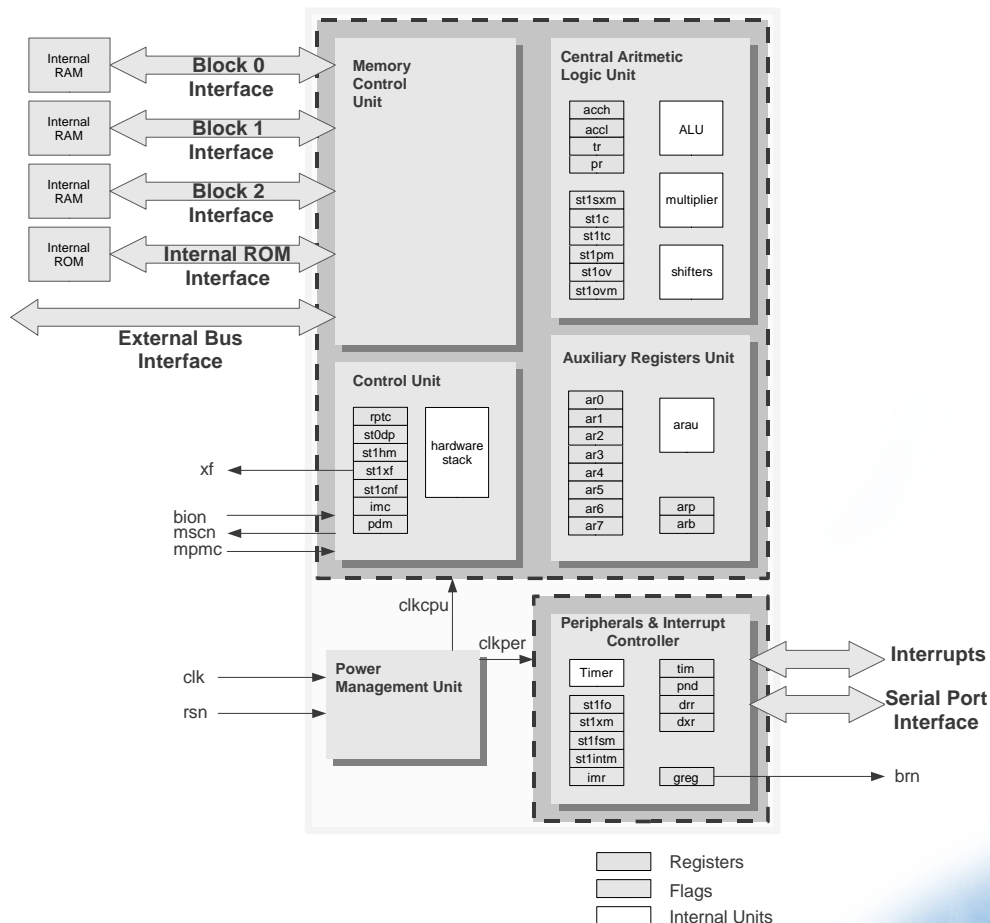 Internal
RAM
Block 0
Interface
Internal
RAM
Block 1
Interface
Internal
RAM
Block 2
Interface
Internal
ROM
Internal ROM
Interface
External Bus
Interface
Memory
Control
Unit
Central Aritmetic
Logic Unit
acch
accl
tr
pr
st1sxm
st1c
st1tc
st1pm
st1ov
st1ovm
ALU
multiplier
shifters
Control Unit
rptc
st0dp
st1hm
st1xf
st1cnf
imc
pdm
hardware
stack
xf
bion
mscn
mpmc
Auxiliary Registers Unit
ar0
ar1
ar2
ar3
ar4
ar5
ar6
ar7
arau
arp
arb
clkcpu
clkper
clk
rsn
Power
Management Unit
Peripherals & Interrupt
Controller
Timer
st1fo
st1xm
st1fsm
st1intm
imr
tim
pnd
drr
dxr
greg
Interrupts
Serial Port
Interface
brn
Registers
Flags
Internal Units